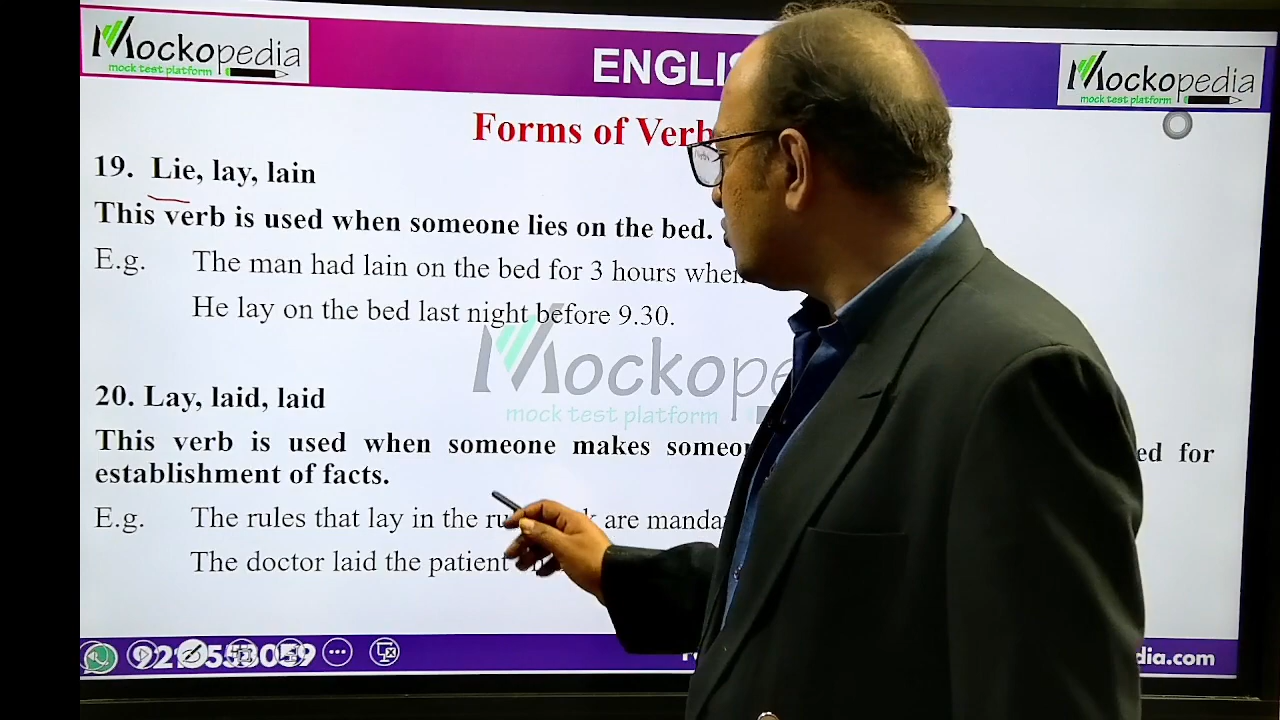 Mockopedia
mock test platform
ENGLIS
Mockopedia
mock test platform
Forms of Verb
19. Lie, lay, lain
This verb is used when someone lies on the bed.
E.g. The man had lain on the bed for 3 hours when
He lay on the bed last night before 9.30.
Mockope
mock test platform
20. Lay, laid, laid
This verb is used when someone makes someo ed for
establishment of facts.
E.g. The rules that lay in the ru k are manda
The doctor laid the patient
dia.com